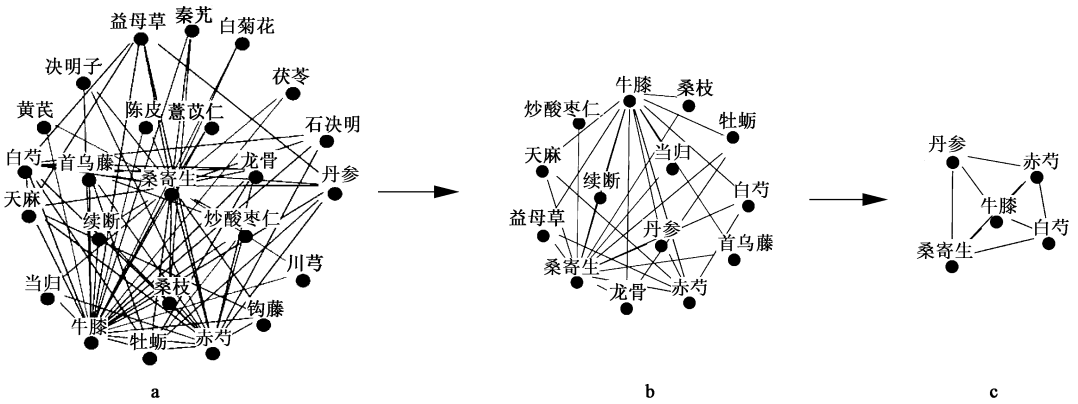 益母草
秦艽
白菊花
决明子
茯苓
黄芪
陈皮
薏苡仁
石决明
白芍
首乌藤
桑寄生
龙骨
丹参
天麻
续断
炒酸枣仁
川芎
当归
桑枝
钩藤
牛膝
牡蛎
赤芍
a
牛膝
桑枝
炒酸枣仁
牡蛎
天麻
当归
续断
白芍
益母草
丹参
首乌藤
桑寄生
龙骨
赤芍
b
丹参
赤芍
牛膝
白芍
桑寄生
c